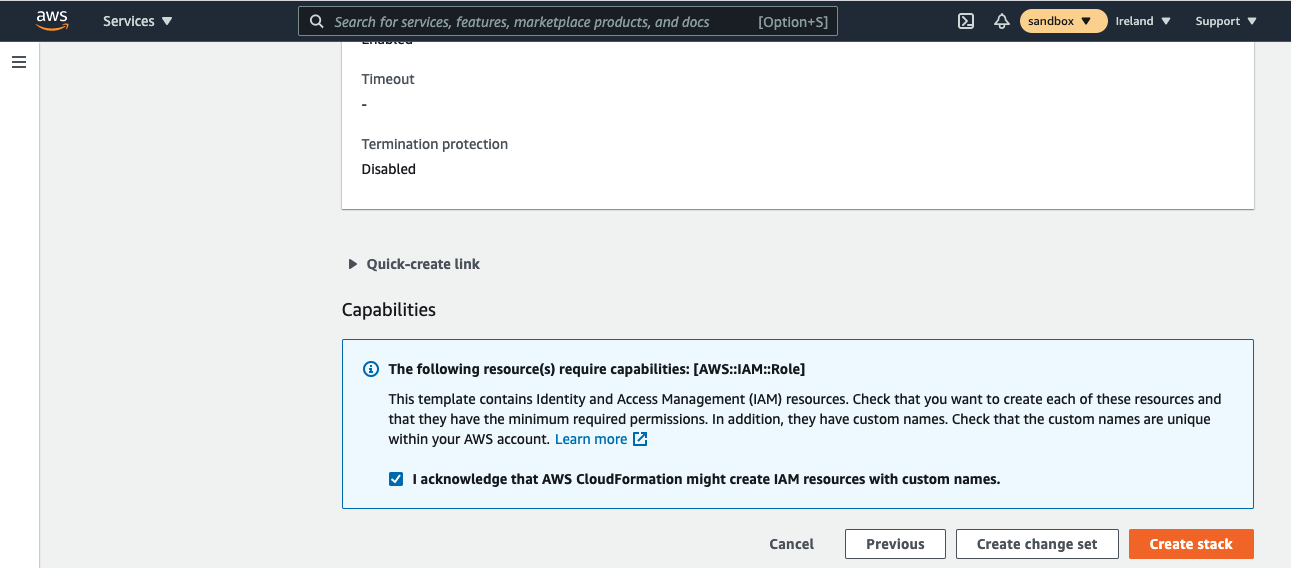 aws Services Search for services, features, marketplace products, and docs [Option+S] sandbox Ireland Support
Enabled
Timeout
-
Termination protection
Disabled
Quick-create link
Capabilities
The following resource(s) require capabilities: [AWS::IAM::Role]
This template contains Identity and Access Management (IAM) resources. Check that you want to create each of these resources and
that they have the minimum required permissions. In addition, they have custom names. Check that the custom names are unique
within your AWS account. Learn more
I acknowledge that AWS CloudFormation might create IAM resources with custom names.
Cancel Previous Create change set Create stack